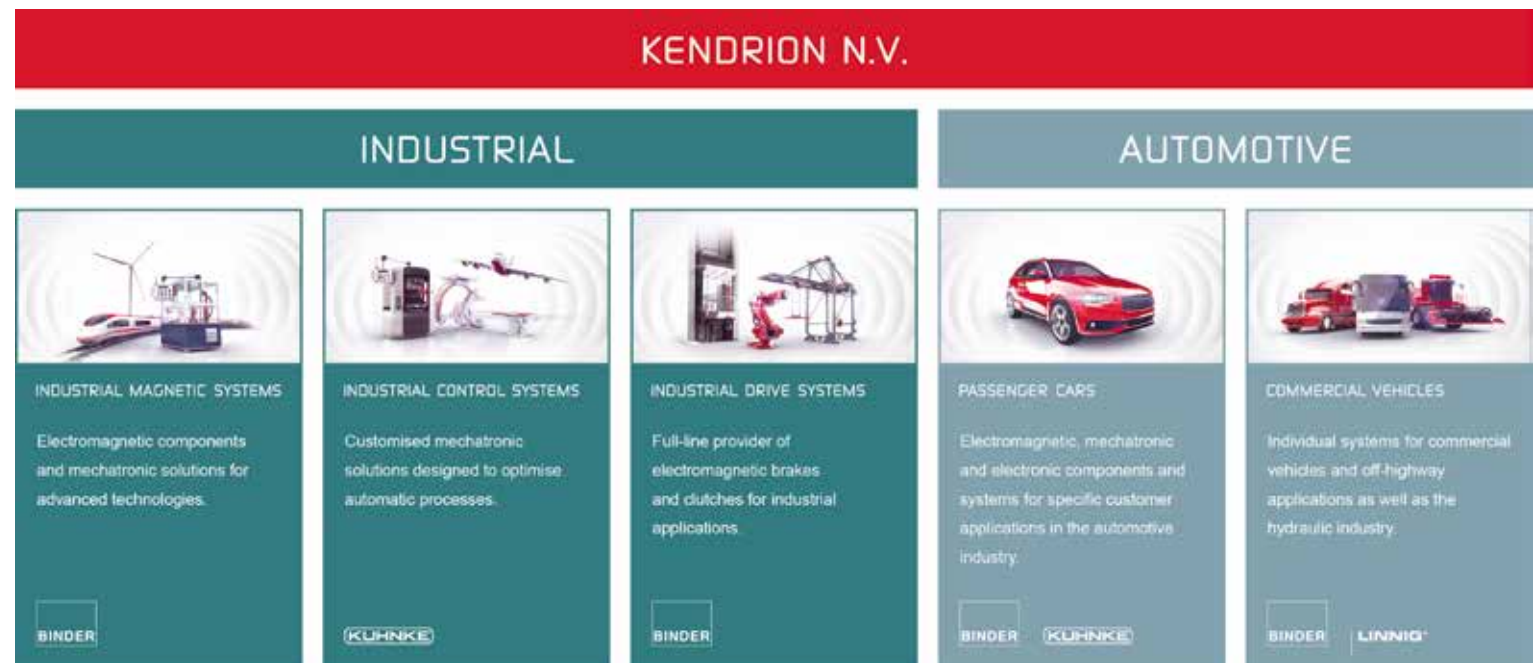 KENDRION N.V.
INDUSTRIAL
AUTOMOTIVE
INDUSTRIAL MAGNETIC SYSTEMS
Electromagnetic components
and mechatronic solutions for
advanced technologies.
BINDER
INDUSTRIAL CONTROL SYSTEMS
Customised mechatronic
solutions designed to optimise
automatic processes.
KUHNKE
INDUSTRIAL DRIVE SYSTEMS
Full-line provider of
electromagnetic brakes
and clutches for industrial
applications.
BINDER
PASSENGER CARS
Electromagnetic, mechatronic
and electronic components and
systems for specific customer
applications in the automotive
industry.
BINDER KUHNKE
COMMERCIAL VEHICLES
Individual systems for commercial
vehicles and off-highway
applications as well as the
hydraulic industry.
BINDER LINNIG